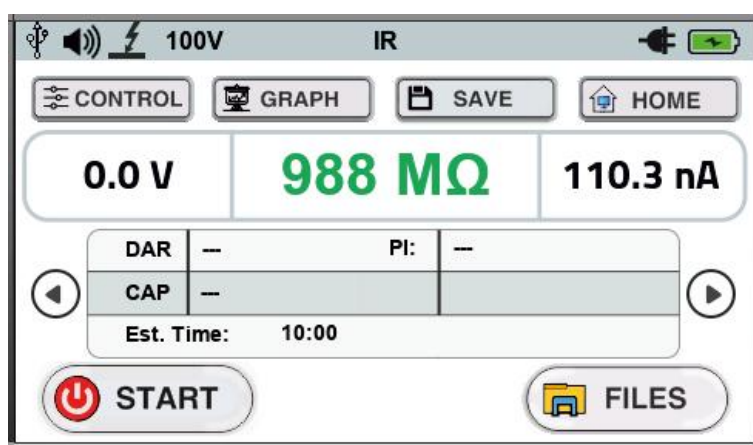 100V IR
CONTROL GRAPH SAVE HOME
0.0 V 988 MΩ 110.3 nA
DAR --- PI: ---
CAP ---
Est. Time: 10:00
START FILES